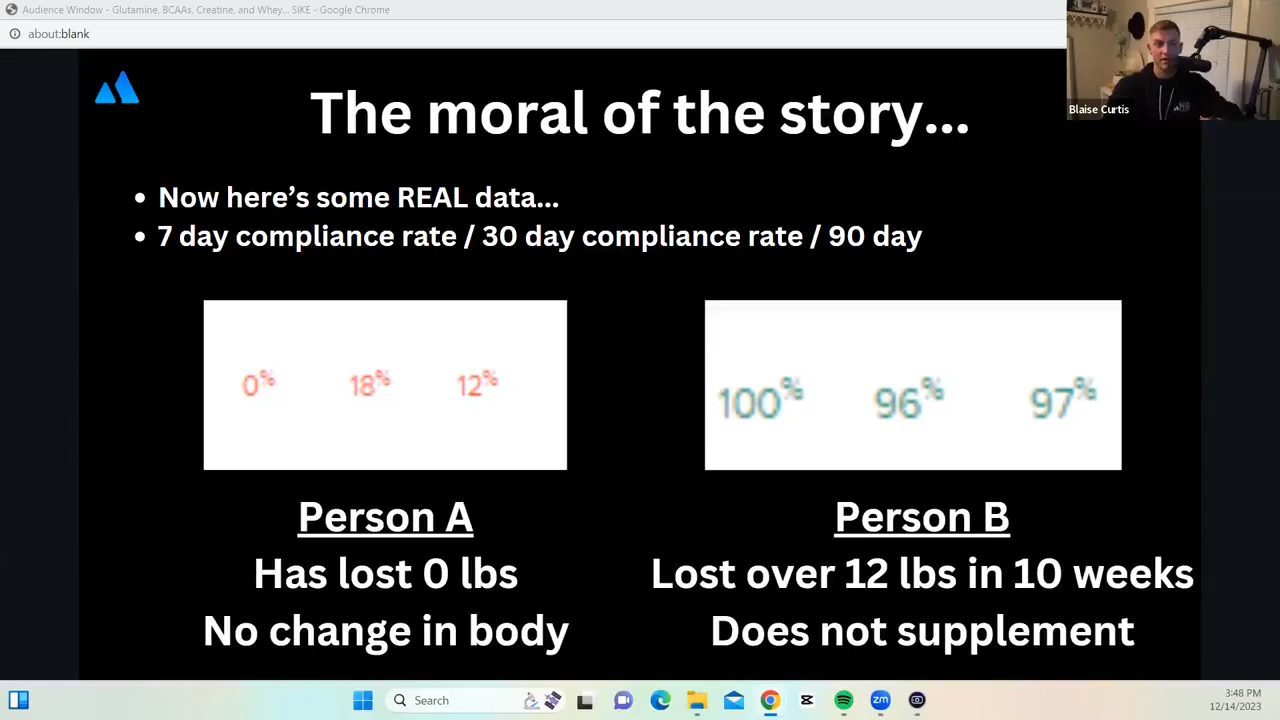 Audience Window - Glutamine, BCAAs, Creatine, and Whey... SIKE - Google Chrome
about:blank
Blaise Curtis
The moral of the story...
• Now here's some REAL data...
• 7 day compliance rate / 30 day compliance rate / 90 day
0% 18% 12%
100% 96% 97%
Person A
Has lost 0 lbs
No change in body
Person B
Lost over 12 lbs in 10 weeks
Does not supplement
Search
zm
3:48 PM
12/14/2023